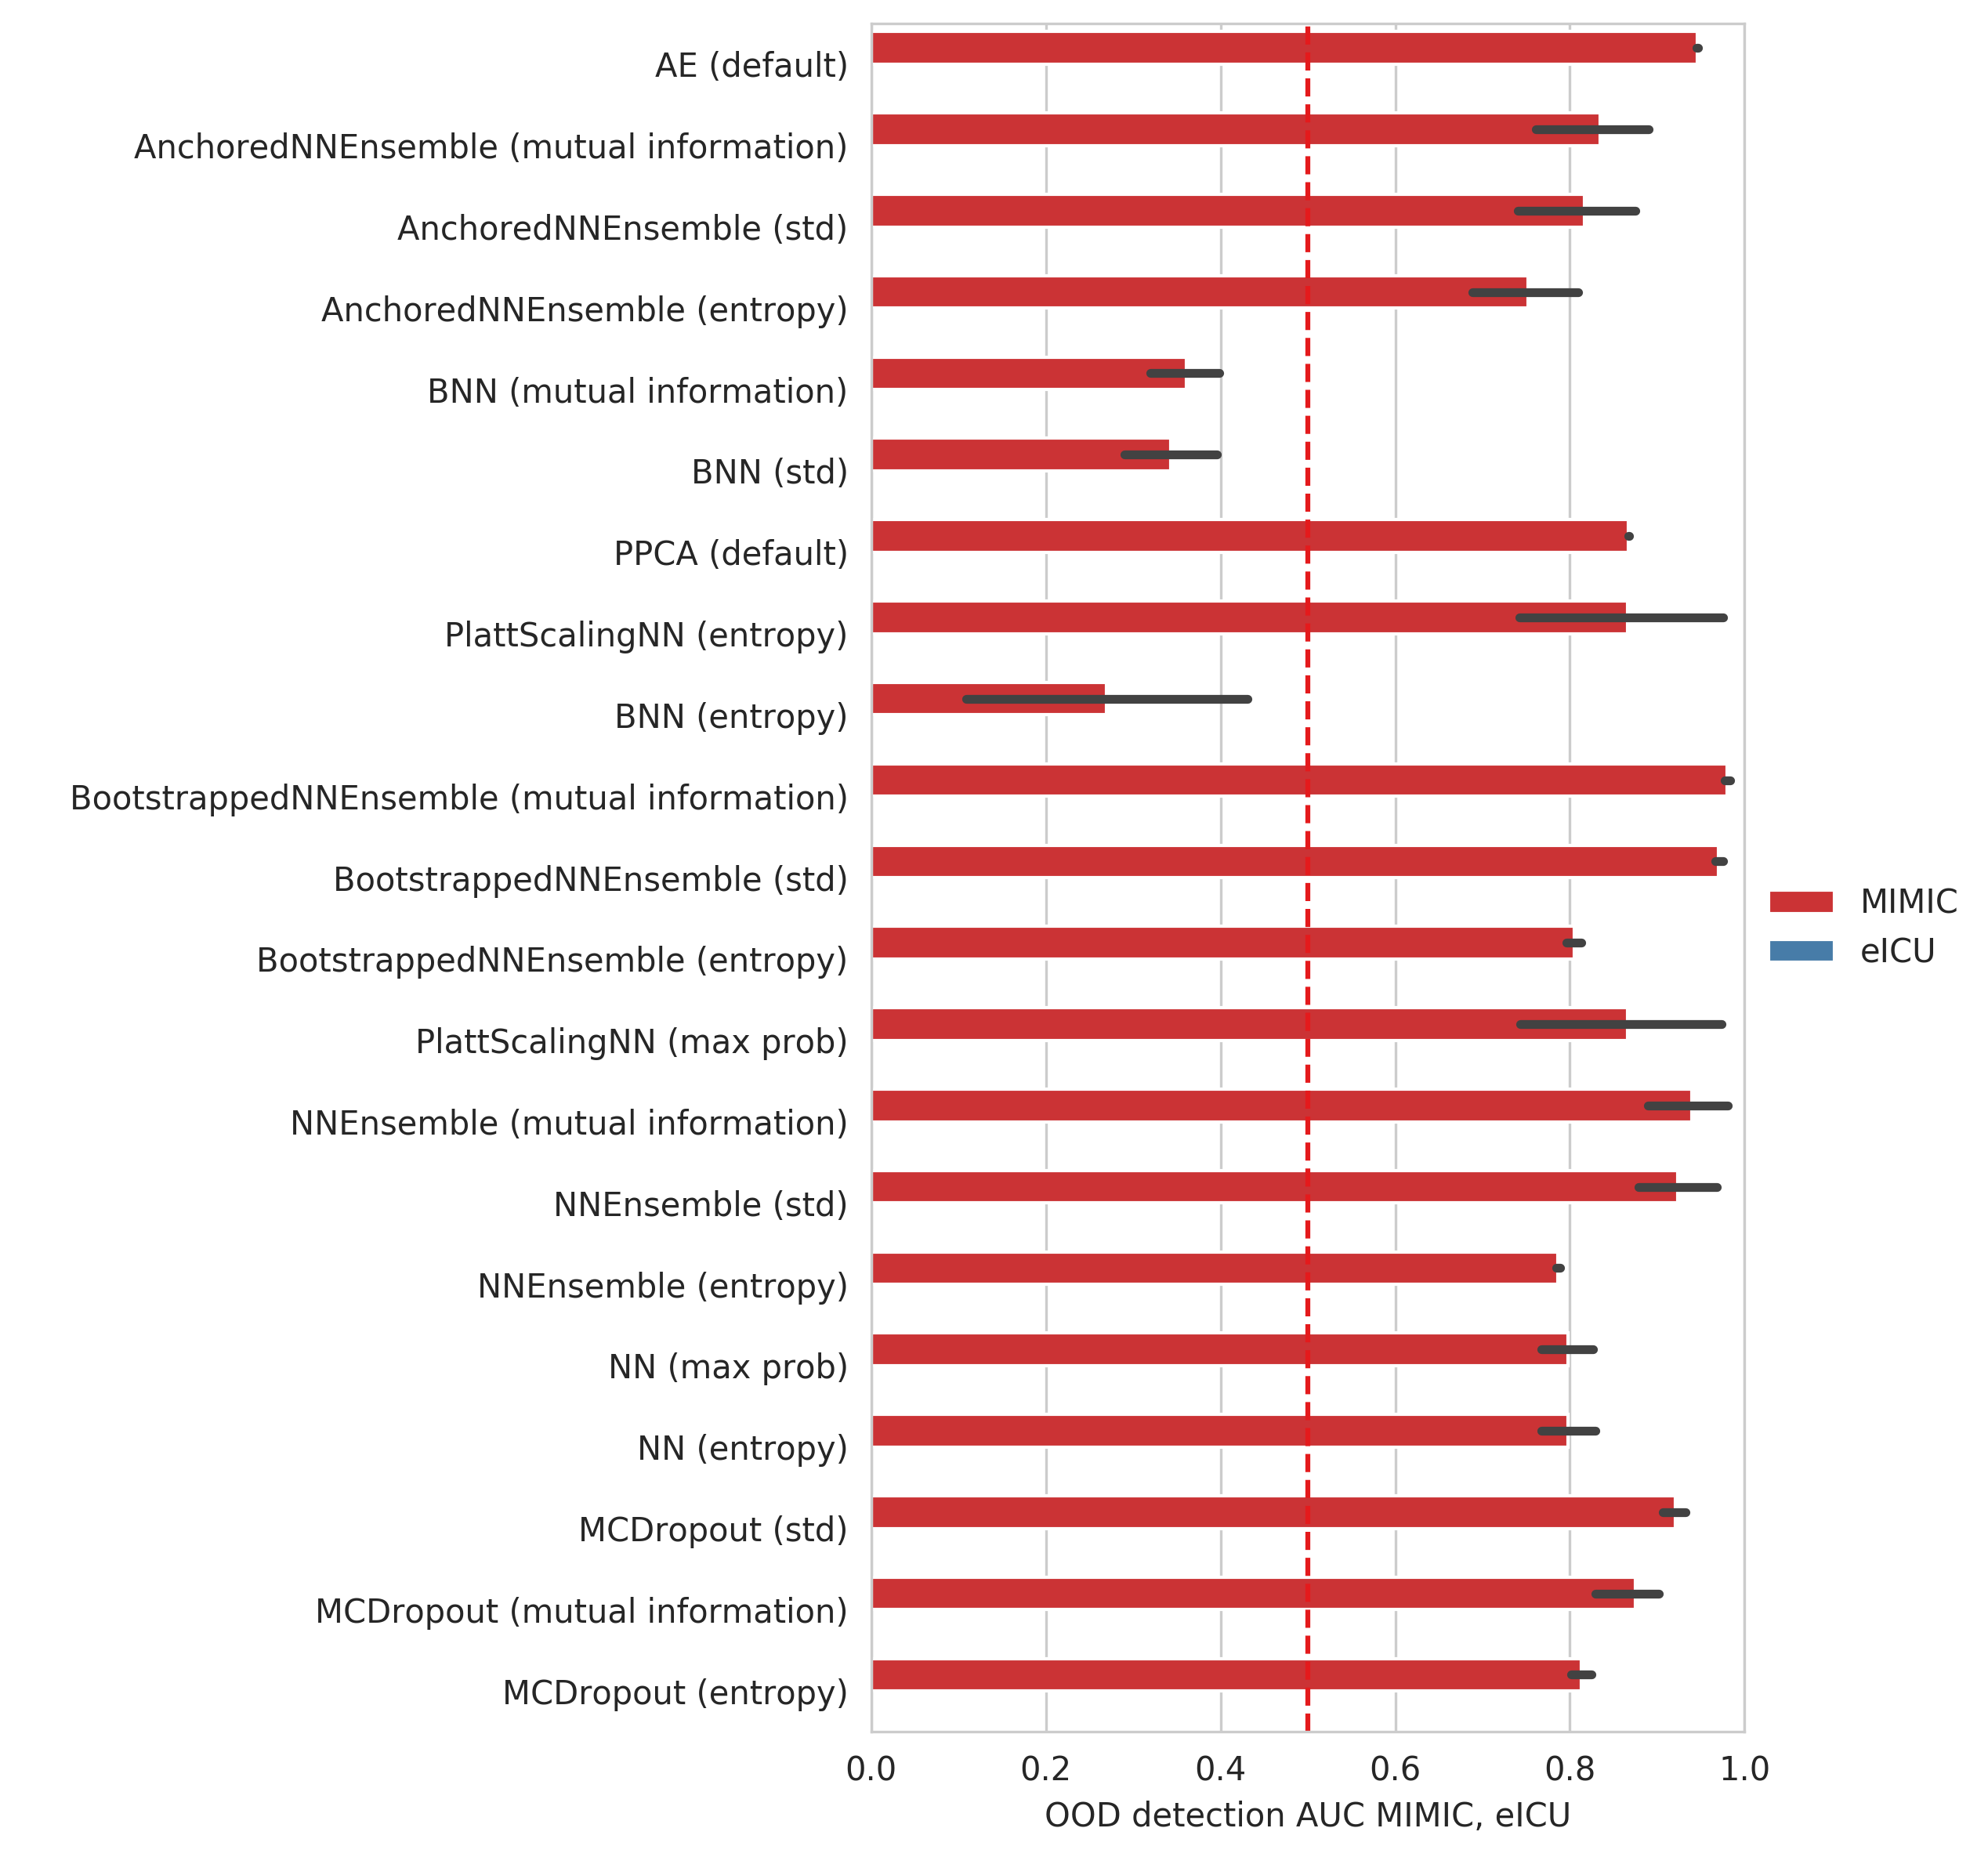 AE (default)
AnchoredNNEnsemble (mutual information)
AnchoredNNEnsemble (std)
AnchoredNNEnsemble (entropy)
BNN (mutual information)
BNN (std)
PPCA (default)
PlattScalingNN (entropy)
BNN (entropy)
BootstrappedNNEnsemble (mutual information)
BootstrappedNNEnsemble (std)
BootstrappedNNEnsemble (entropy)
PlattScalingNN (max prob)
NNEnsemble (mutual information)
NNEnsemble (std)
NNEnsemble (entropy)
NN (max prob)
NN (entropy)
MCDropout (std)
MCDropout (mutual information)
MCDropout (entropy)
0.0 0.2 0.4 0.6 0.8 1.0
OOD detection AUC MIMIC, eICU
MIMIC
eICU